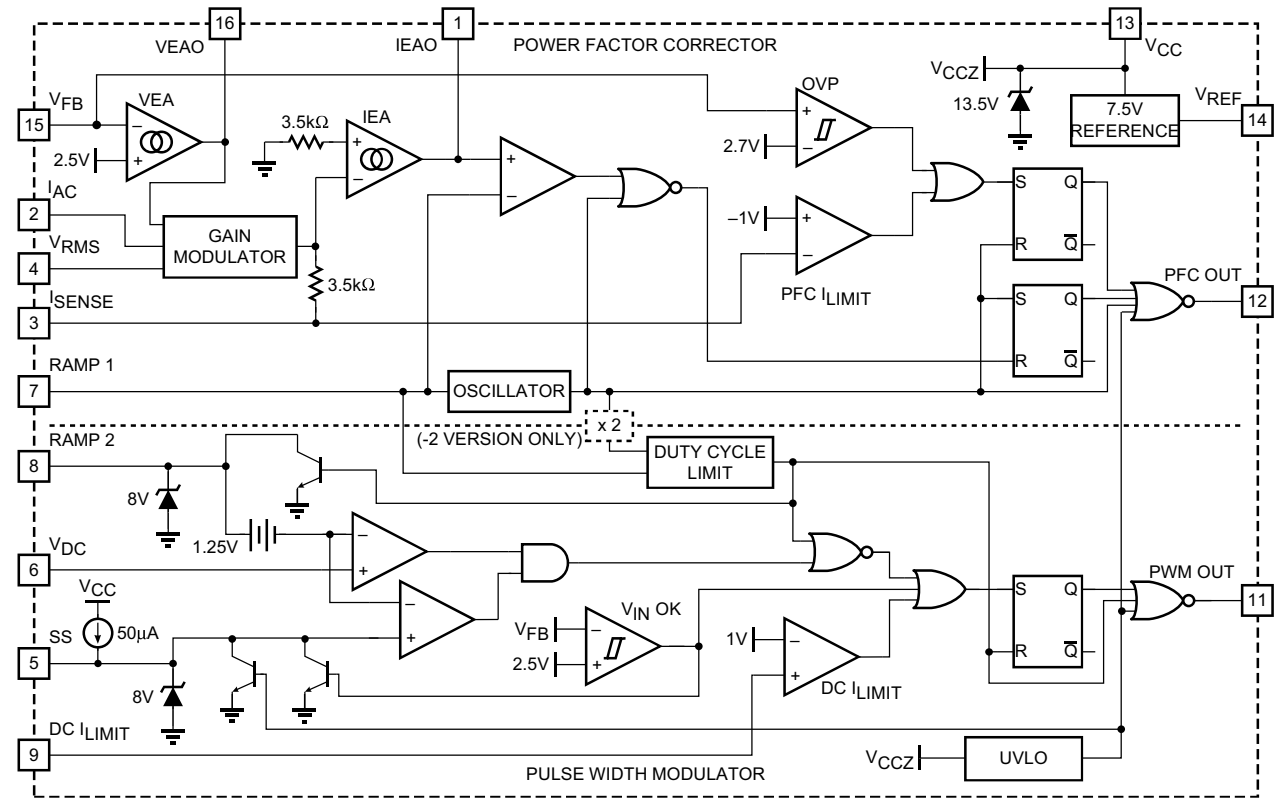 16
1
13
VEAO
IEAO
POWER FACTOR CORRECTOR
VCC
VCCZ
13.5V
7.5V
REFERENCE
VREF
14
VFB
15
VEA
−
+
2.5V
3.5kΩ
IEA
+
−
OVP
+
−
2.7V
+
−
IAC
2
VRMS
4
GAIN
MODULATOR
3.5kΩ
ISENSE
3
–1V
+
−
PFC ILIMIT
S
Q
R
Q
S
Q
R
Q
PFC OUT
12
RAMP 1
7
OSCILLATOR
x 2
(-2 VERSION ONLY)
RAMP 2
8
DUTY CYCLE
LIMIT
8V
1.25V
−
+
VDC
6
VCC
50µA
−
+
SS
5
8V
VIN OK
VFB
−
2.5V
+
1V
−
+
DC ILIMIT
S
Q
R
Q
PWM OUT
11
DC ILIMIT
9
VCCZ
UVLO
PULSE WIDTH MODULATOR